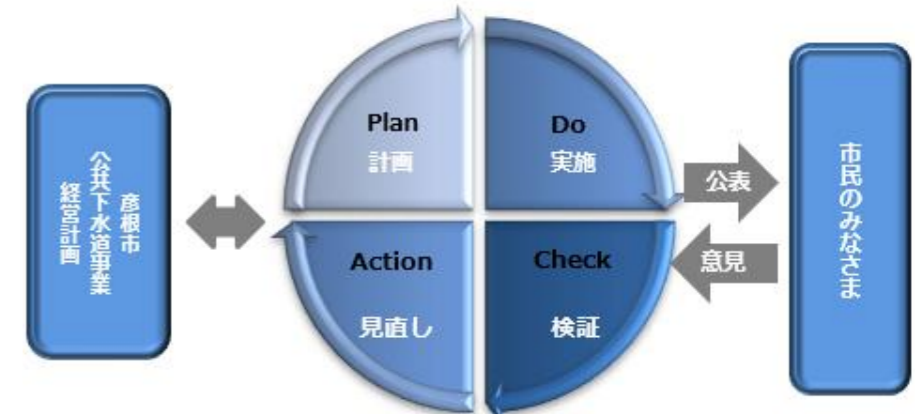 彦根市
公共下水道事業
経営計画
Plan
計画
Do
実施
Action
見直し
Check
検証
公表
意見
市民のみなさま